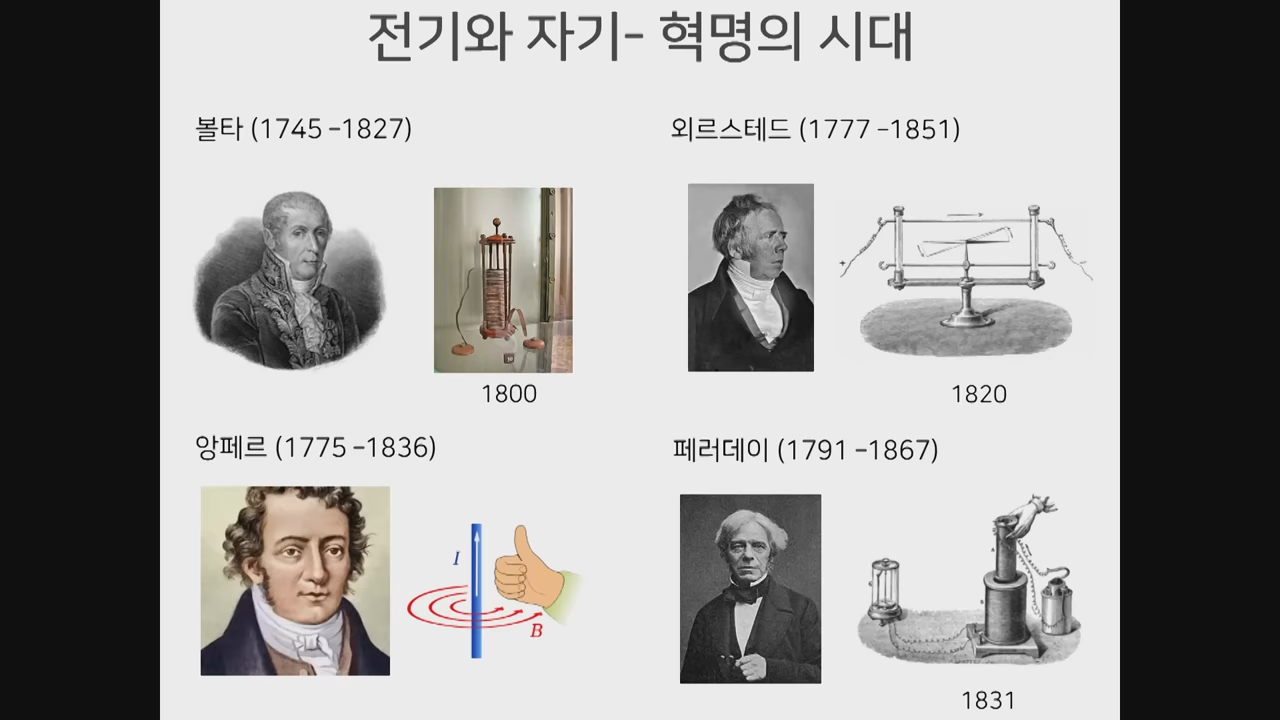 전기와 자기- 혁명의 시대
볼타 (1745 –1827)
외르스테드 (1777 –1851)
1800
1820
앙페르 (1775 –1836)
페러데이 (1791 –1867)
I
B
1831